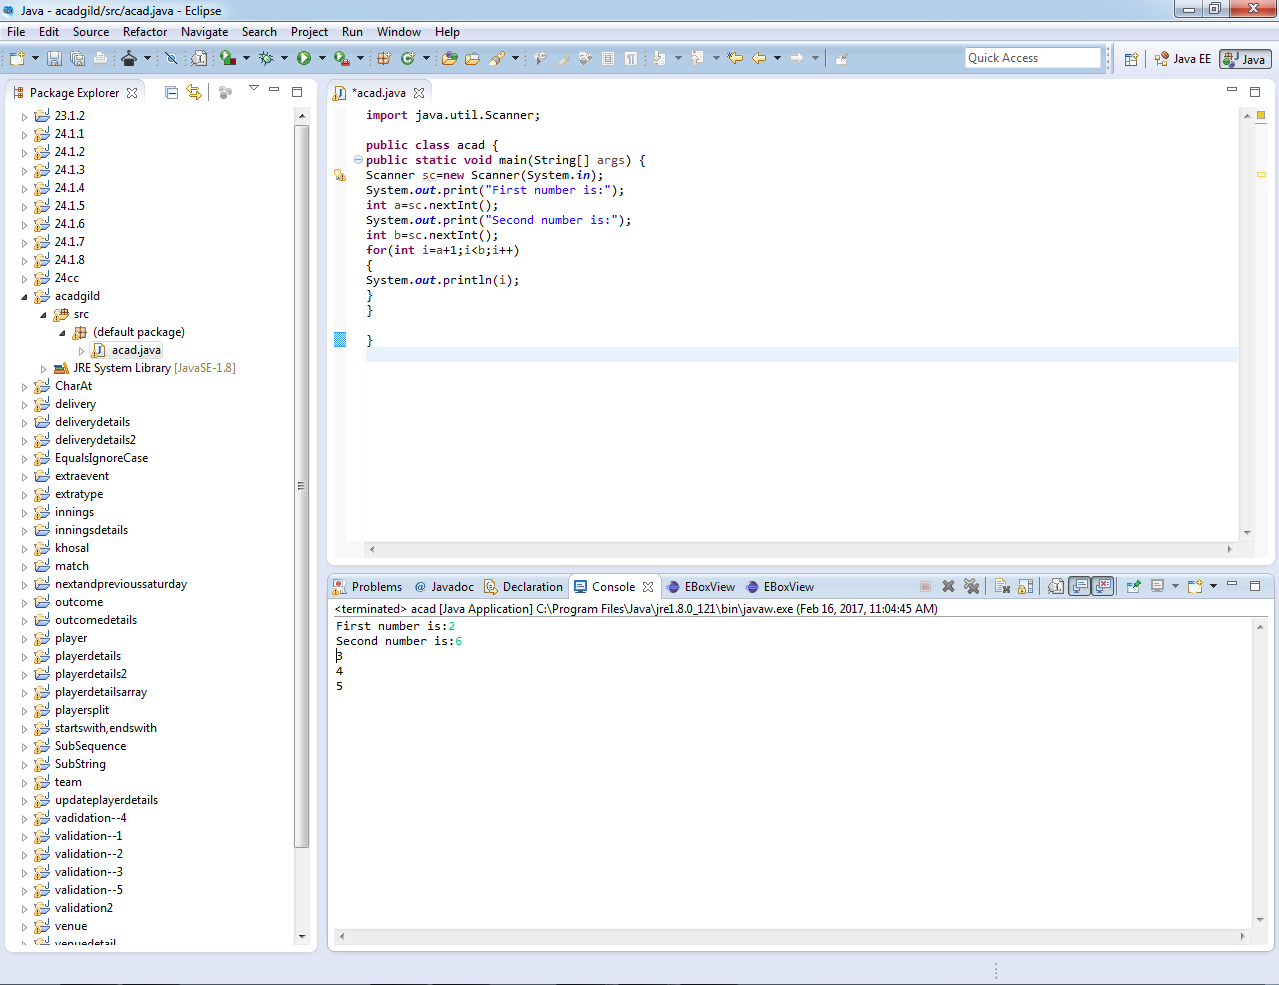 Java - acadgild/src/acad.java - Eclipse
File Edit Source Refactor Navigate Search Project Run Window Help
Quick Access
Java EE
Java
Package Explorer
23.1.2
24.1.1
24.1.2
24.1.3
24.1.4
24.1.5
24.1.6
24.1.7
24.1.8
24cc
acadgild
src
(default package)
acad.java
JRE System Library [JavaSE-1.8]
CharAt
delivery
deliverydetails
deliverydetails2
EqualsIgnoreCase
extraevent
extratype
innings
inningsdetails
khosal
match
nextandprevioussaturday
outcome
outcomedetails
player
playerdetails
playerdetails2
playerdetailsarray
playersplit
startswith,endswith
SubSequence
SubString
team
updateplayerdetails
vadidation--4
validation--1
validation--2
validation--3
validation--5
validation2
venue
venuedetail
*acad.java
import java.util.Scanner;
public class acad {
public static void main(String[] args) {
Scanner sc=new Scanner(System.in);
System.out.print("First number is:");
int a=sc.nextInt();
System.out.print("Second number is:");
int b=sc.nextInt();
for(int i=a+1;i<b;i++)
{
System.out.println(i);
}
}
}
Problems @ Javadoc Declaration Console EBoxView EBoxView
<terminated> acad [Java Application] C:\Program Files\Java\jre1.8.0_121\bin\javaw.exe (Feb 16, 2017, 11:04:45 AM)
First number is:2
Second number is:6
3
4
5